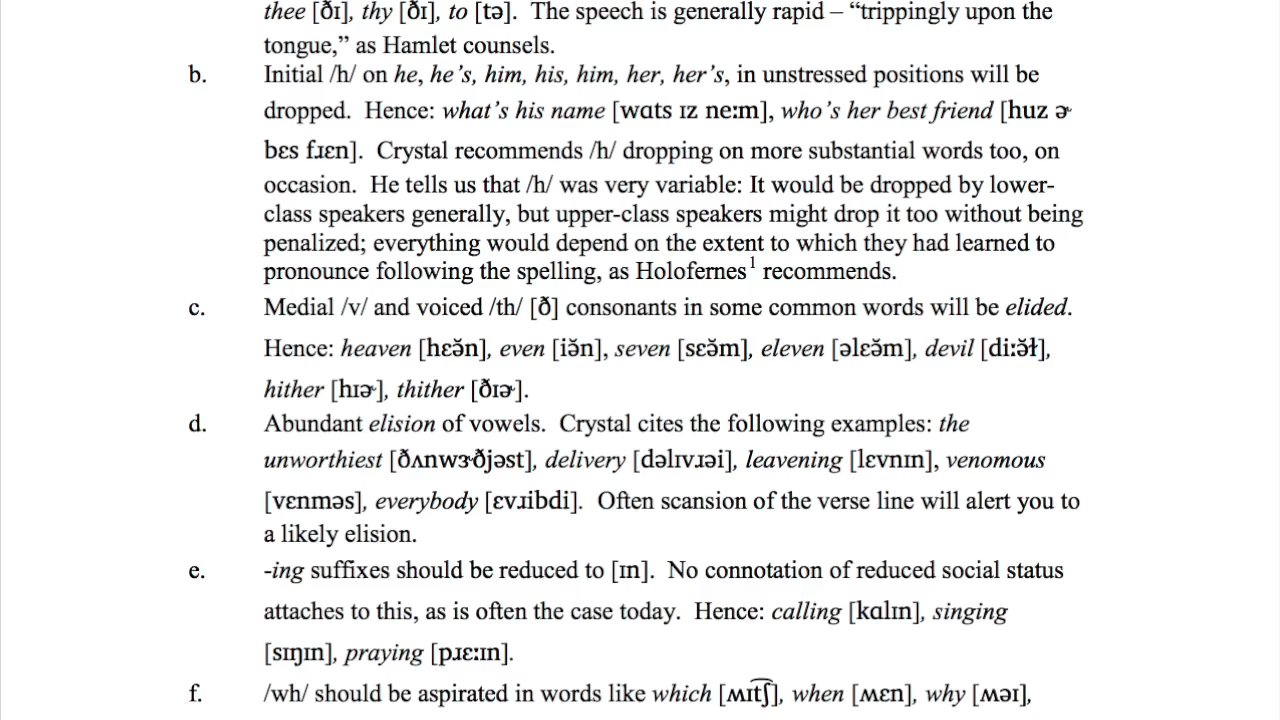 thee [ðɪ], thy [ðɪ], to [tə].  The speech is generally rapid – “trippingly upon the
tongue,” as Hamlet counsels.
b. Initial /h/ on he, he’s, him, his, him, her, her’s, in unstressed positions will be
dropped.  Hence: what’s his name [wɑts ɪz neːm], who’s her best friend [huz ɚ
bɛs fɹɛn].  Crystal recommends /h/ dropping on more substantial words too, on
occasion.  He tells us that /h/ was very variable: It would be dropped by lower-
class speakers generally, but upper-class speakers might drop it too without being
penalized; everything would depend on the extent to which they had learned to
pronounce following the spelling, as Holofernes¹ recommends.
c. Medial /v/ and voiced /th/ [ð] consonants in some common words will be elided.
Hence: heaven [hɛə̆n], even [iə̆n], seven [sɛə̆m], eleven [əlɛə̆m], devil [diːə̆ɫ],
hither [hɪɚ], thither [ðɪɚ].
d. Abundant elision of vowels.  Crystal cites the following examples: the
unworthiest [ðʌnwɝðjəst], delivery [dəlɪvɹəi], leavening [lɛvnɪn], venomous
[vɛnməs], everybody [ɛvɹibdi].  Often scansion of the verse line will alert you to
a likely elision.
e. -ing suffixes should be reduced to [ɪn].  No connotation of reduced social status
attaches to this, as is often the case today.  Hence: calling [kɑlɪn], singing
[sɪŋɪn], praying [pɹɛːɪn].
f. /wh/ should be aspirated in words like which [ʍɪt͡ʃ], when [ʍɛn], why [ʍəɪ],